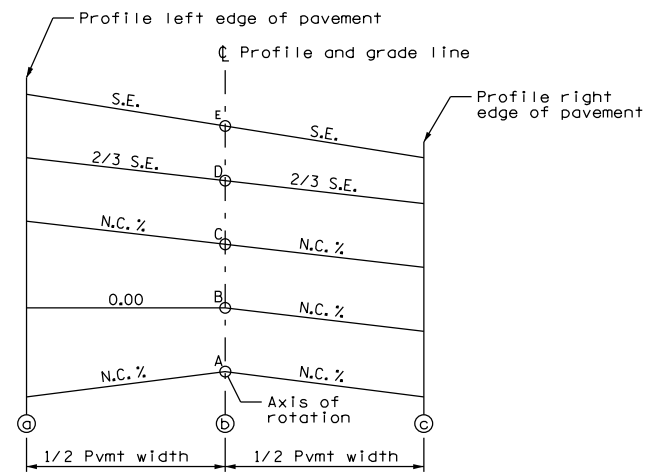 Profile left edge of pavement
℄ Profile and grade line
Profile right
edge of pavement
S.E.
E
S.E.
2/3 S.E.
D
2/3 S.E.
N.C.%
C
N.C.%
0.00
B
N.C.%
N.C.%
A
N.C.%
Axis of
rotation
a
b
c
1/2 Pvmt width
1/2 Pvmt width